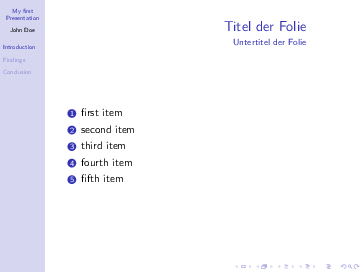 My first
Presentation
John Doe
Introduction
Findings
Conclusion
Titel der Folie
Untertitel der Folie
1 first item
2 second item
3 third item
4 fourth item
5 fifth item